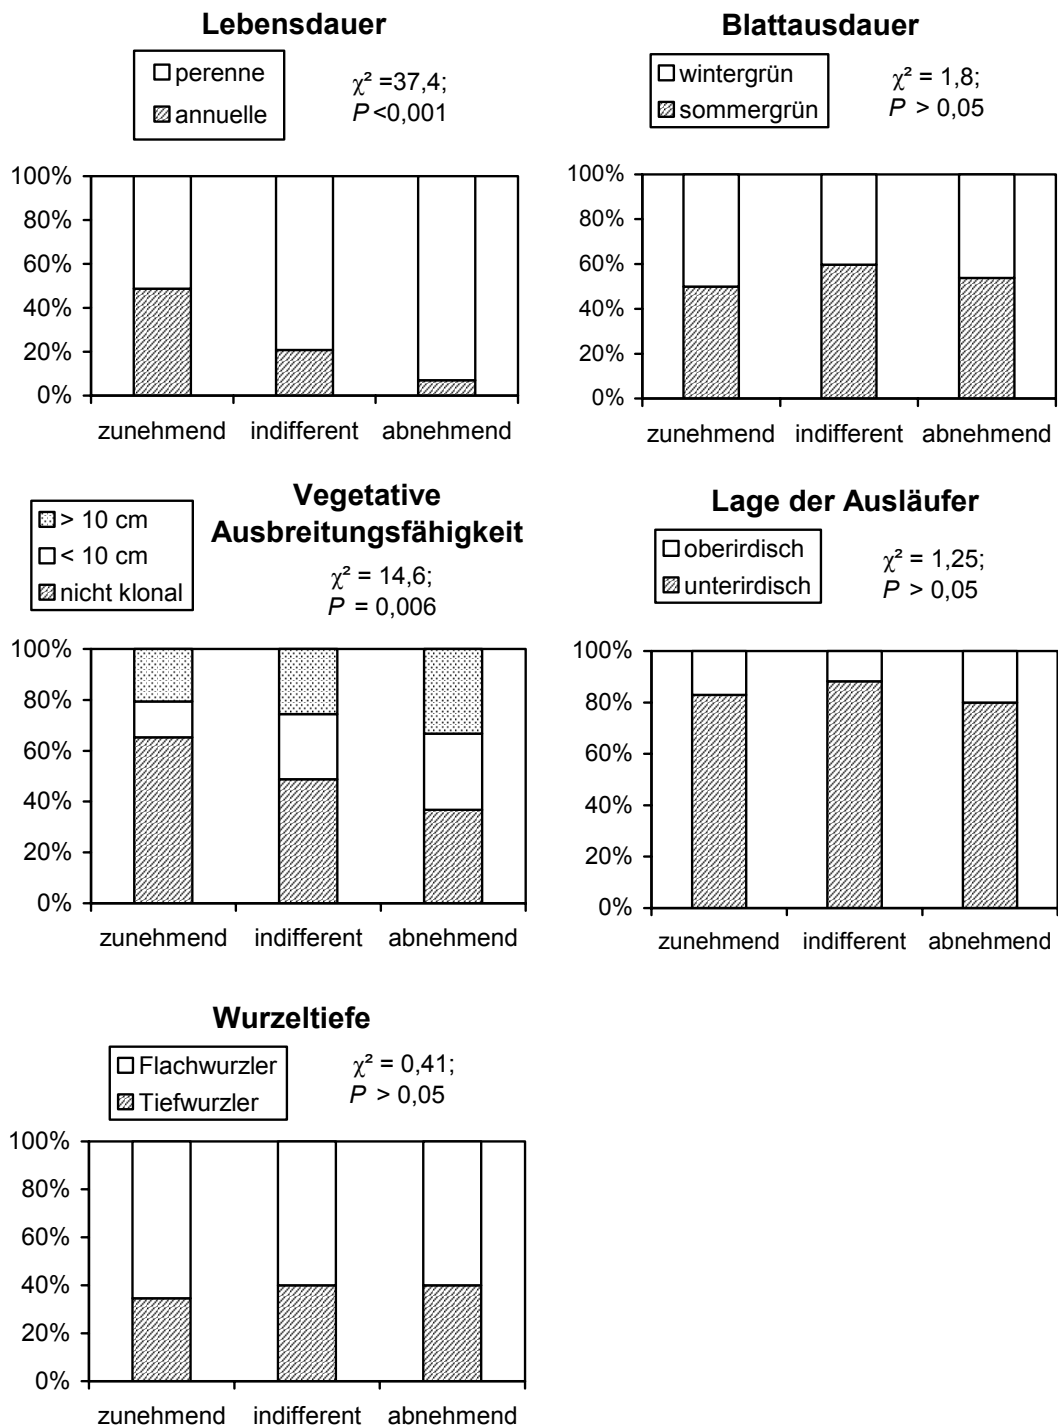 Lebensdauer
perenne
annuelle
χ² =37,4;
P <0,001
100%
80%
60%
40%
20%
0%
zunehmend indifferent abnehmend
Blattausdauer
wintergrün
sommergrün
χ² = 1,8;
P > 0,05
100%
80%
60%
40%
20%
0%
zunehmend indifferent abnehmend
Vegetative
Ausbreitungsfähigkeit
> 10 cm
< 10 cm
nicht klonal
χ² = 14,6;
P = 0,006
100%
80%
60%
40%
20%
0%
zunehmend indifferent abnehmend
Lage der Ausläufer
oberirdisch
unterirdisch
χ² = 1,25;
P > 0,05
100%
80%
60%
40%
20%
0%
zunehmend indifferent abnehmend
Wurzeltiefe
Flachwurzler
Tiefwurzler
χ² = 0,41;
P > 0,05
100%
80%
60%
40%
20%
0%
zunehmend indifferent abnehmend